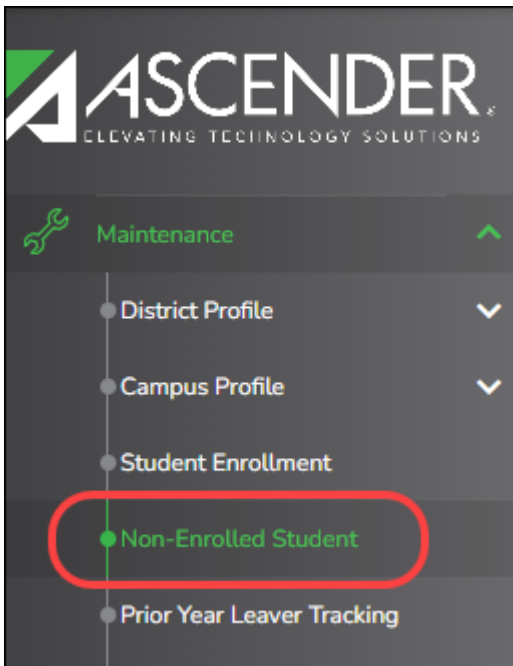 ASCENDER®
ELEVATING TECHNOLOGY SOLUTIONS
Maintenance
District Profile
Campus Profile
Student Enrollment
Non-Enrolled Student
Prior Year Leaver Tracking